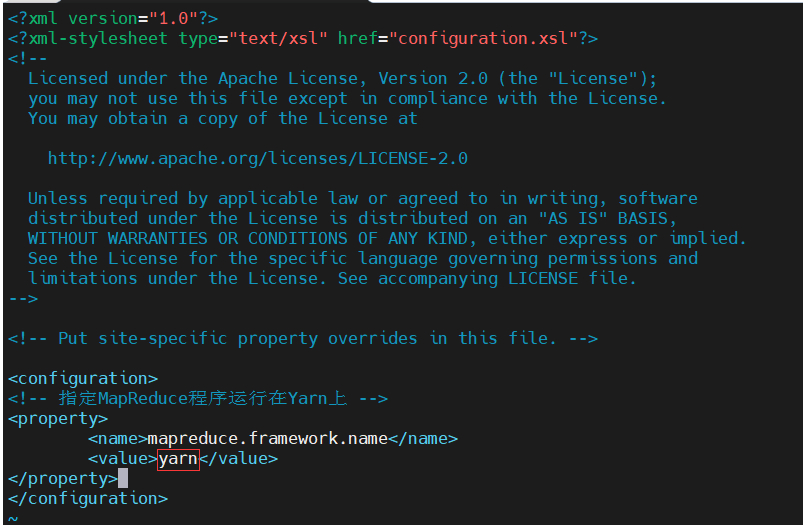 <?xml version="1.0"?>
<?xml-stylesheet type="text/xsl" href="configuration.xsl"?>
<!--
  Licensed under the Apache License, Version 2.0 (the "License");
  you may not use this file except in compliance with the License.
  You may obtain a copy of the License at

    http://www.apache.org/licenses/LICENSE-2.0

  Unless required by applicable law or agreed to in writing, software
  distributed under the License is distributed on an "AS IS" BASIS,
  WITHOUT WARRANTIES OR CONDITIONS OF ANY KIND, either express or implied.
  See the License for the specific language governing permissions and
  limitations under the License. See accompanying LICENSE file.
-->

<!-- Put site-specific property overrides in this file. -->

<configuration>
<!-- 指定MapReduce程序运行在Yarn上 -->
<property>
        <name>mapreduce.framework.name</name>
        <value>yarn</value>
</property>
</configuration>
~